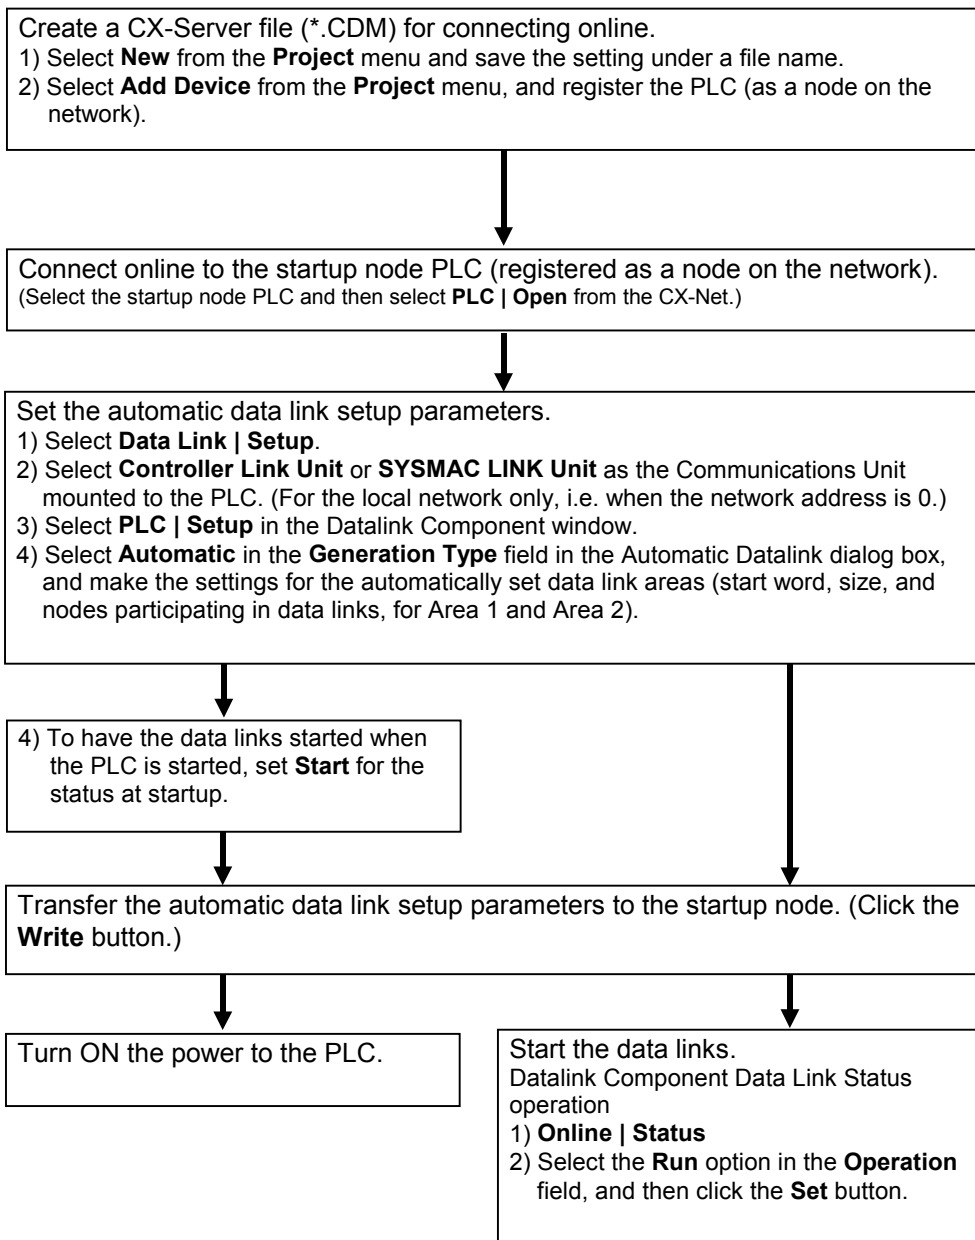 Create a CX-Server file (*.CDM) for connecting online.
1) Select New from the Project menu and save the setting under a file name.
2) Select Add Device from the Project menu, and register the PLC (as a node on the
network).
Connect online to the startup node PLC (registered as a node on the network).
(Select the startup node PLC and then select PLC | Open from the CX-Net.)
Set the automatic data link setup parameters.
1) Select Data Link | Setup.
2) Select Controller Link Unit or SYSMAC LINK Unit as the Communications Unit
mounted to the PLC. (For the local network only, i.e. when the network address is 0.)
3) Select PLC | Setup in the Datalink Component window.
4) Select Automatic in the Generation Type field in the Automatic Datalink dialog box,
and make the settings for the automatically set data link areas (start word, size, and
nodes participating in data links, for Area 1 and Area 2).
4) To have the data links started when
the PLC is started, set Start for the
status at startup.
Transfer the automatic data link setup parameters to the startup node. (Click the
Write button.)
Turn ON the power to the PLC.
Start the data links.
Datalink Component Data Link Status
operation
1) Online | Status
2) Select the Run option in the Operation
field, and then click the Set button.